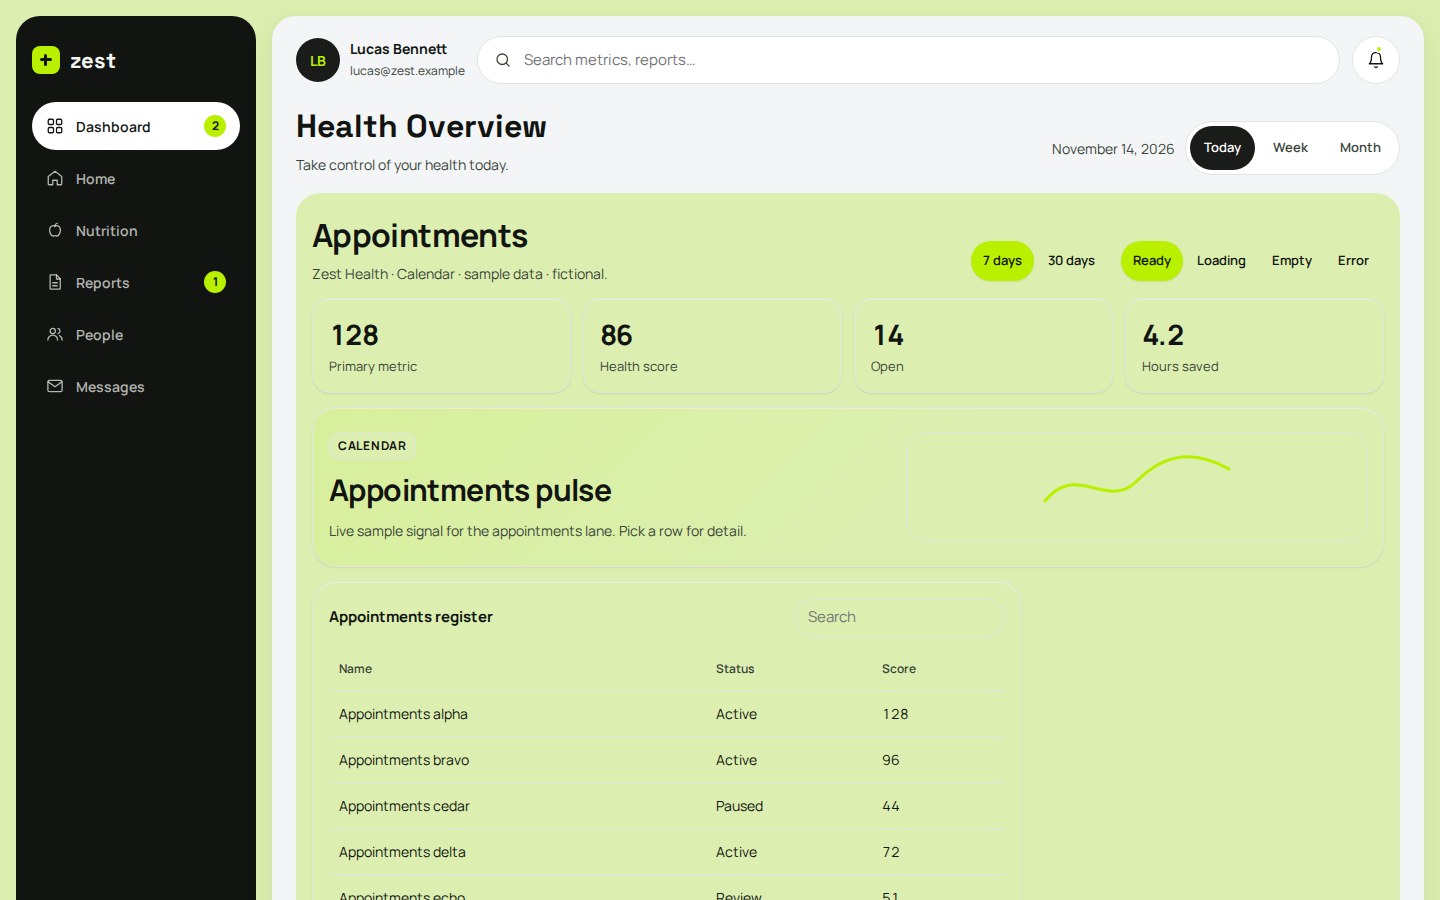 zest
Dashboard 2
Home
Nutrition
Reports 1
People
Messages
LB
Lucas Bennett
lucas@zest.example
Search metrics, reports...
Health Overview
Take control of your health today.
November 14, 2026
Today Week Month
Appointments
Zest Health · Calendar · sample data · fictional.
7 days 30 days Ready Loading Empty Error
128
Primary metric
86
Health score
14
Open
4.2
Hours saved
CALENDAR
Appointments pulse
Live sample signal for the appointments lane. Pick a row for detail.
Appointments register
Search
Name Status Score
Appointments alpha Active 128
Appointments bravo Active 96
Appointments cedar Paused 44
Appointments delta Active 72
Appointments echo Review 51